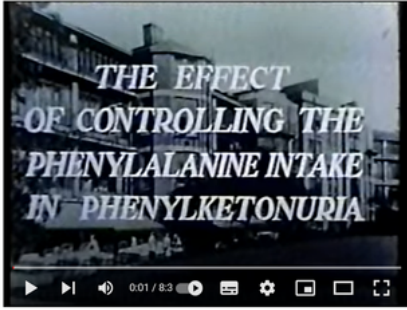 THE EFFECT
OF CONTROLLING THE
PHENYLALANINE INTAKE
IN PHENYLKETONURIA
0:01 / 8:3